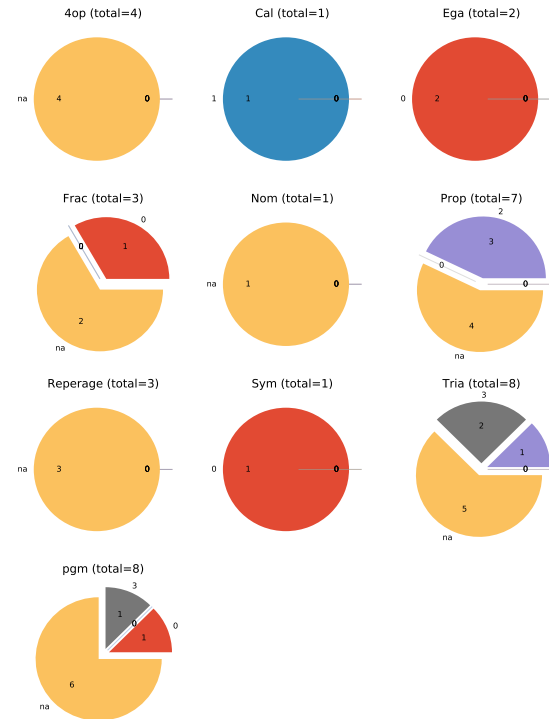 4op (total=4)
na 4 0
Cal (total=1)
1 1 0
Ega (total=2)
0 2 0
Frac (total=3)
0
0 1
2
na
Nom (total=1)
na 1 0
Prop (total=7)
2
3
0
0
4
na
Reperage (total=3)
na 3 0
Sym (total=1)
0 1 0
Tria (total=8)
3
2
1
0
5
na
pgm (total=8)
3
1
0 0
1
6
na